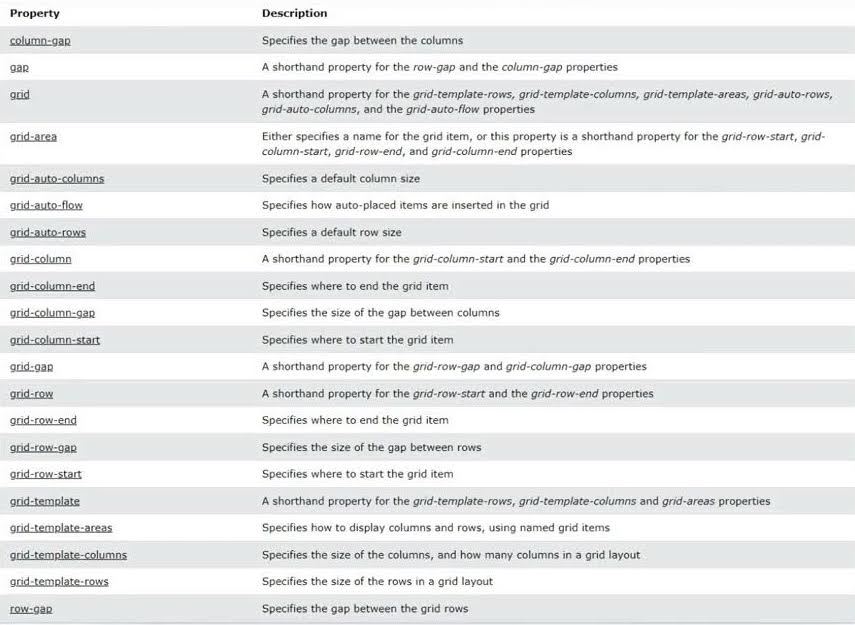 Property Description
column-gap Specifies the gap between the columns
gap A shorthand property for the row-gap and the column-gap properties
grid A shorthand property for the grid-template-rows, grid-template-columns, grid-template-areas, grid-auto-rows,
grid-auto-columns, and the grid-auto-flow properties
grid-area Either specifies a name for the grid item, or this property is a shorthand property for the grid-row-start, grid-
column-start, grid-row-end, and grid-column-end properties
grid-auto-columns Specifies a default column size
grid-auto-flow Specifies how auto-placed items are inserted in the grid
grid-auto-rows Specifies a default row size
grid-column A shorthand property for the grid-column-start and the grid-column-end properties
grid-column-end Specifies where to end the grid item
grid-column-gap Specifies the size of the gap between columns
grid-column-start Specifies where to start the grid item
grid-gap A shorthand property for the grid-row-gap and grid-column-gap properties
grid-row A shorthand property for the grid-row-start and the grid-row-end properties
grid-row-end Specifies where to end the grid item
grid-row-gap Specifies the size of the gap between rows
grid-row-start Specifies where to start the grid item
grid-template A shorthand property for the grid-template-rows, grid-template-columns and grid-areas properties
grid-template-areas Specifies how to display columns and rows, using named grid items
grid-template-columns Specifies the size of the columns, and how many columns in a grid layout
grid-template-rows Specifies the size of the rows in a grid layout
row-gap Specifies the gap between the grid rows